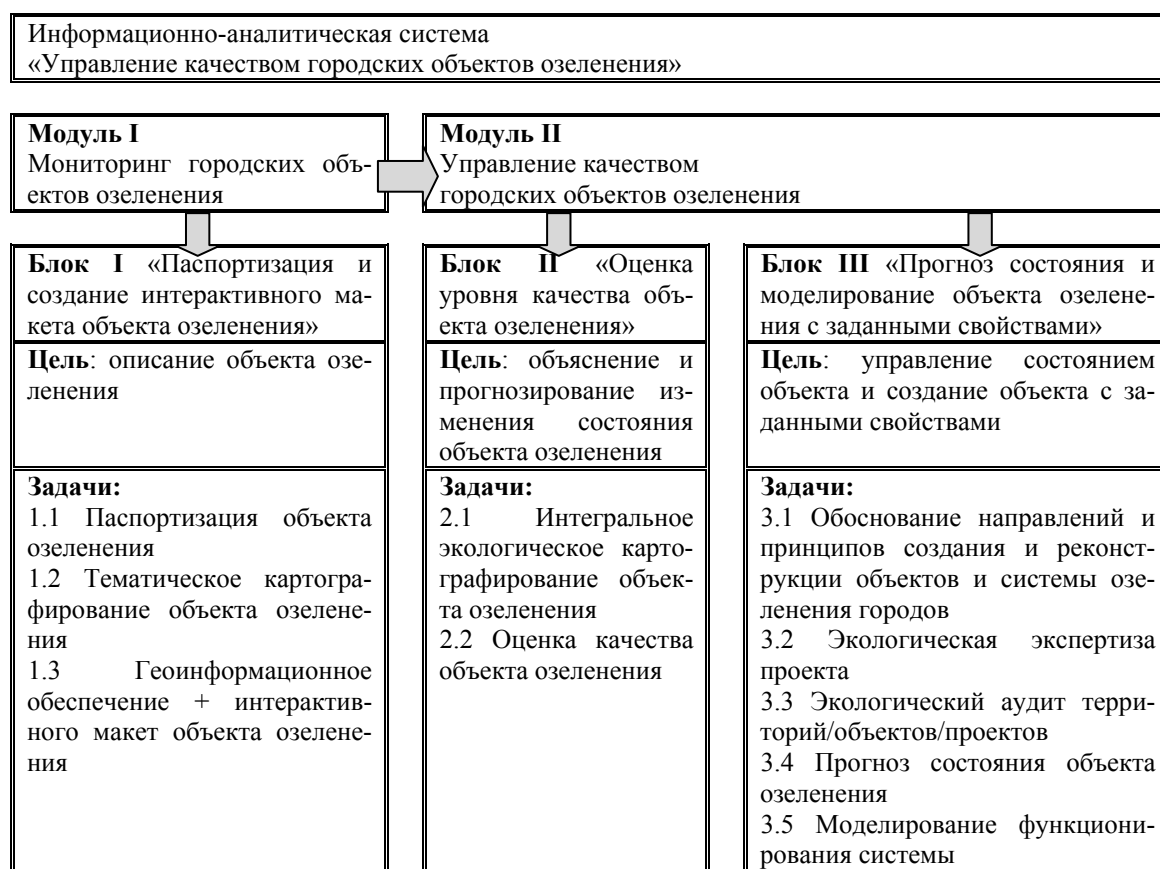 Информационно-аналитическая система
«Управление качеством городских объектов озеленения»
Модуль I
Мониторинг городских объ-
ектов озеленения
Модуль II
Управление качеством
городских объектов озеленения
Блок I «Паспортизация и
создание интерактивного ма-
кета объекта озеленения»
Цель: описание объекта озе-
ленения
Задачи:
1.1 Паспортизация объекта
озеленения
1.2 Тематическое картогра-
фирование объекта озелене-
ния
1.3 Геоинформационное
обеспечение + интерактив-
ного макет объекта озелене-
ния
Блок II «Оценка
уровня качества объ-
екта озеленения»
Цель: объяснение и
прогнозирование из-
менения состояния
объекта озеленения
Задачи:
2.1 Интегральное
экологическое карто-
графирование объек-
та озеленения
2.2 Оценка качества
объекта озеленения
Блок III «Прогноз состояния и
моделирование объекта озелене-
ния с заданными свойствами»
Цель: управление состоянием
объекта и создание объекта с за-
данными свойствами
Задачи:
3.1 Обоснование направлений и
принципов создания и реконст-
рукции объектов и системы озе-
ленения городов
3.2 Экологическая экспертиза
проекта
3.3 Экологический аудит терри-
торий/объектов/проектов
3.4 Прогноз состояния объекта
озеленения
3.5 Моделирование функциони-
рования системы